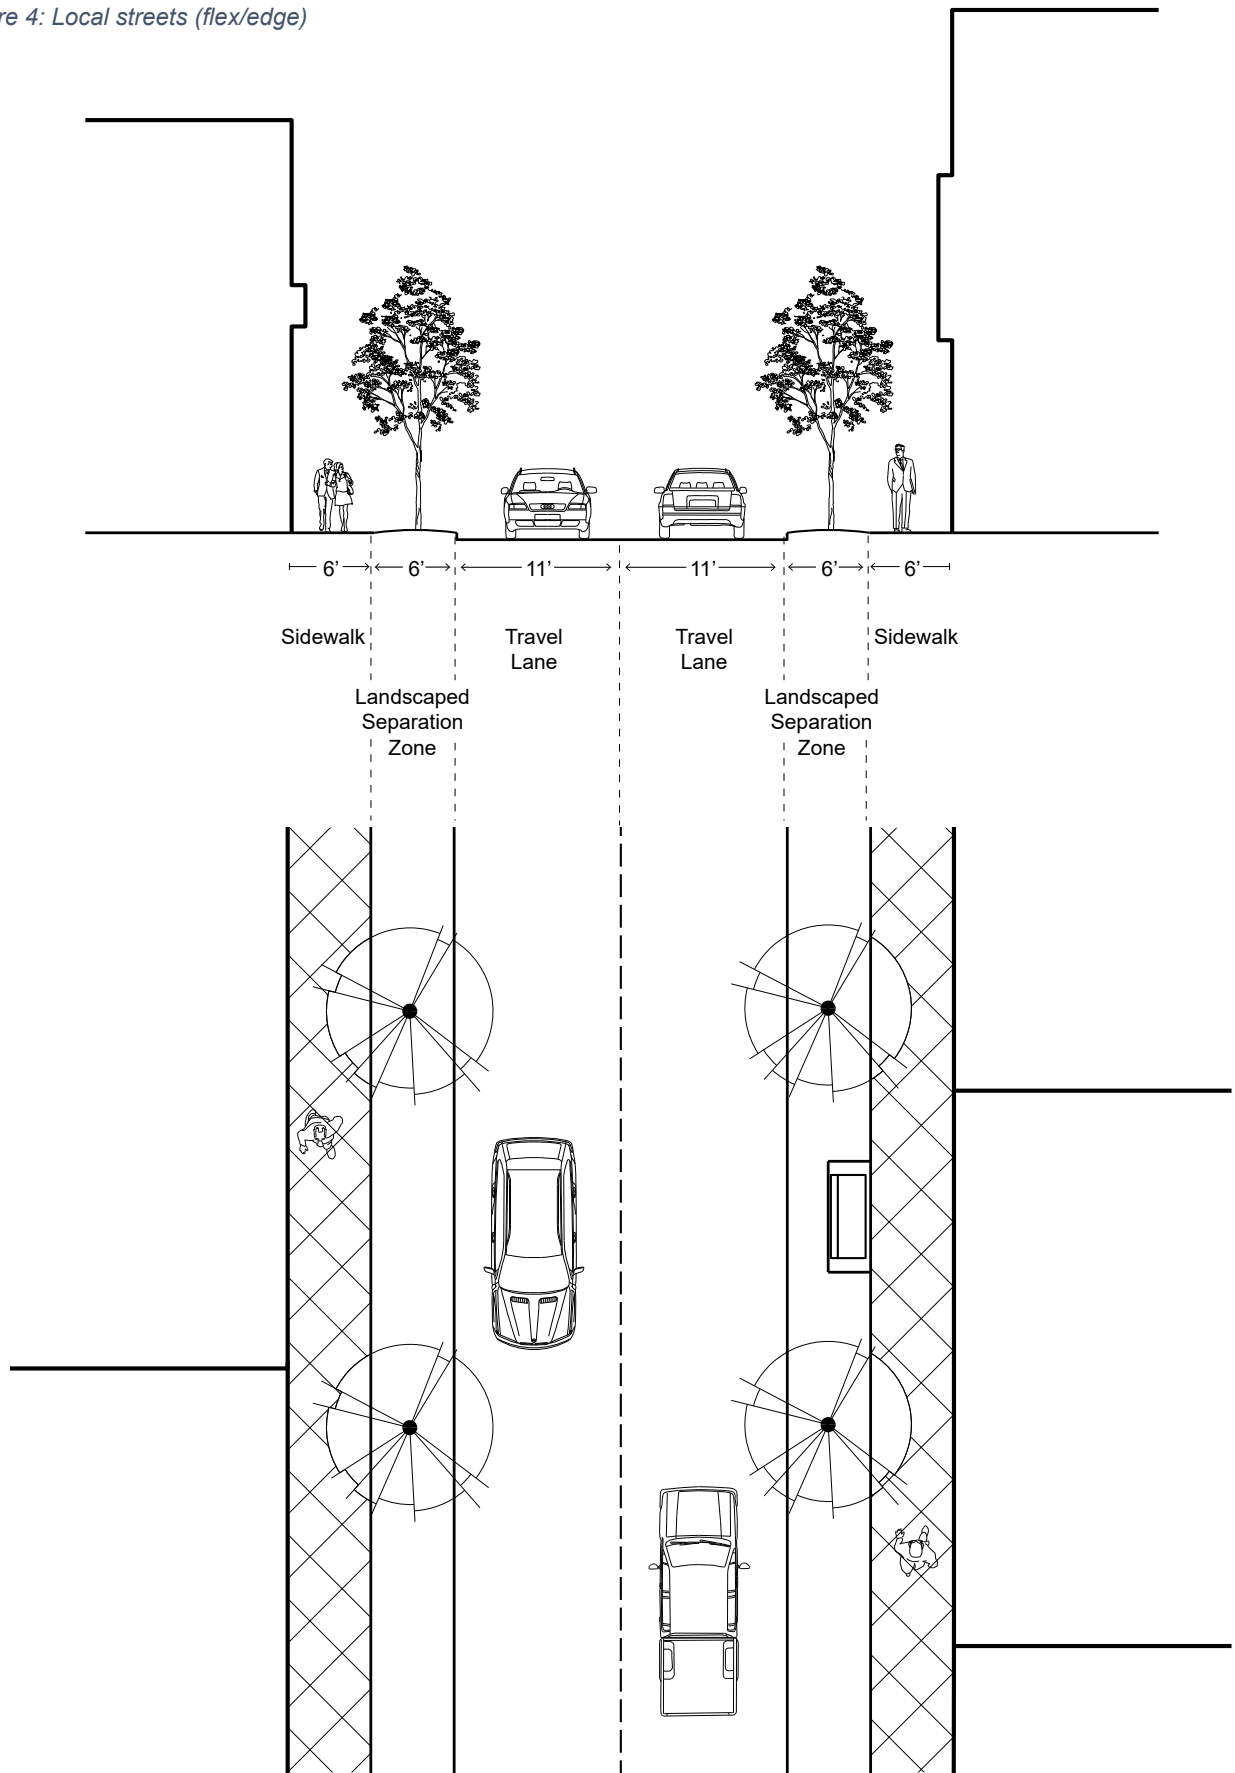 re 4: Local streets (flex/edge)
6’ 6’ 11’ 11’ 6’ 6’
Sidewalk Travel Travel Sidewalk
Lane Lane
Landscaped Landscaped
Separation Separation
Zone Zone